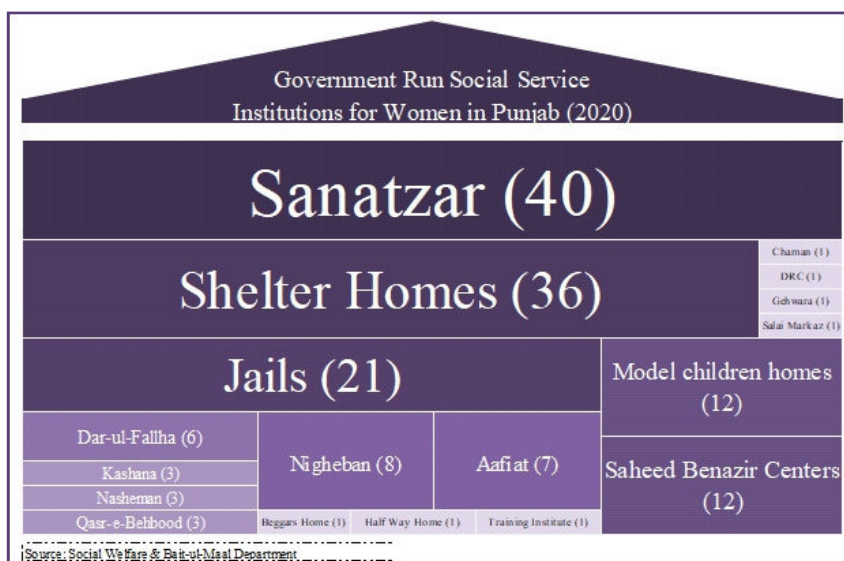 Government Run Social Service
Institutions for Women in Punjab (2020)
Sanatzar (40)
Shelter Homes (36)
Chaman (1)
DRC (1)
Gehwara (1)
Salai Markaz (1)
Jails (21)
Model children homes
(12)
Dar-ul-Fallha (6)
Kashana (3)
Nasheman (3)
Qasr-e-Behbood (3)
Nigheban (8)
Aafiat (7)
Saheed Benazir Centers
(12)
Beggars Home (1)
Half Way Home (1)
Training Institute (1)
Source: Social Welfare & Bait-ul-Maal Department